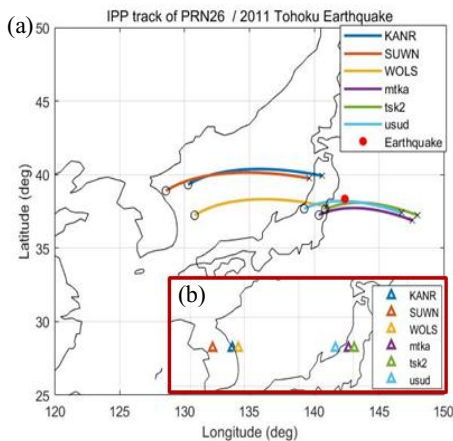 IPP track of PRN26 / 2011 Tohoku Earthquake
(a)
50
KANR
SUWN
WOLS
mtka
tsk2
usud
Earthquake
45
40
35
30
25
Latitude (deg)
(b)
KANR
SUWN
WOLS
mtka
tsk2
usud
120
130
135
140
145
150
Longitude (deg)